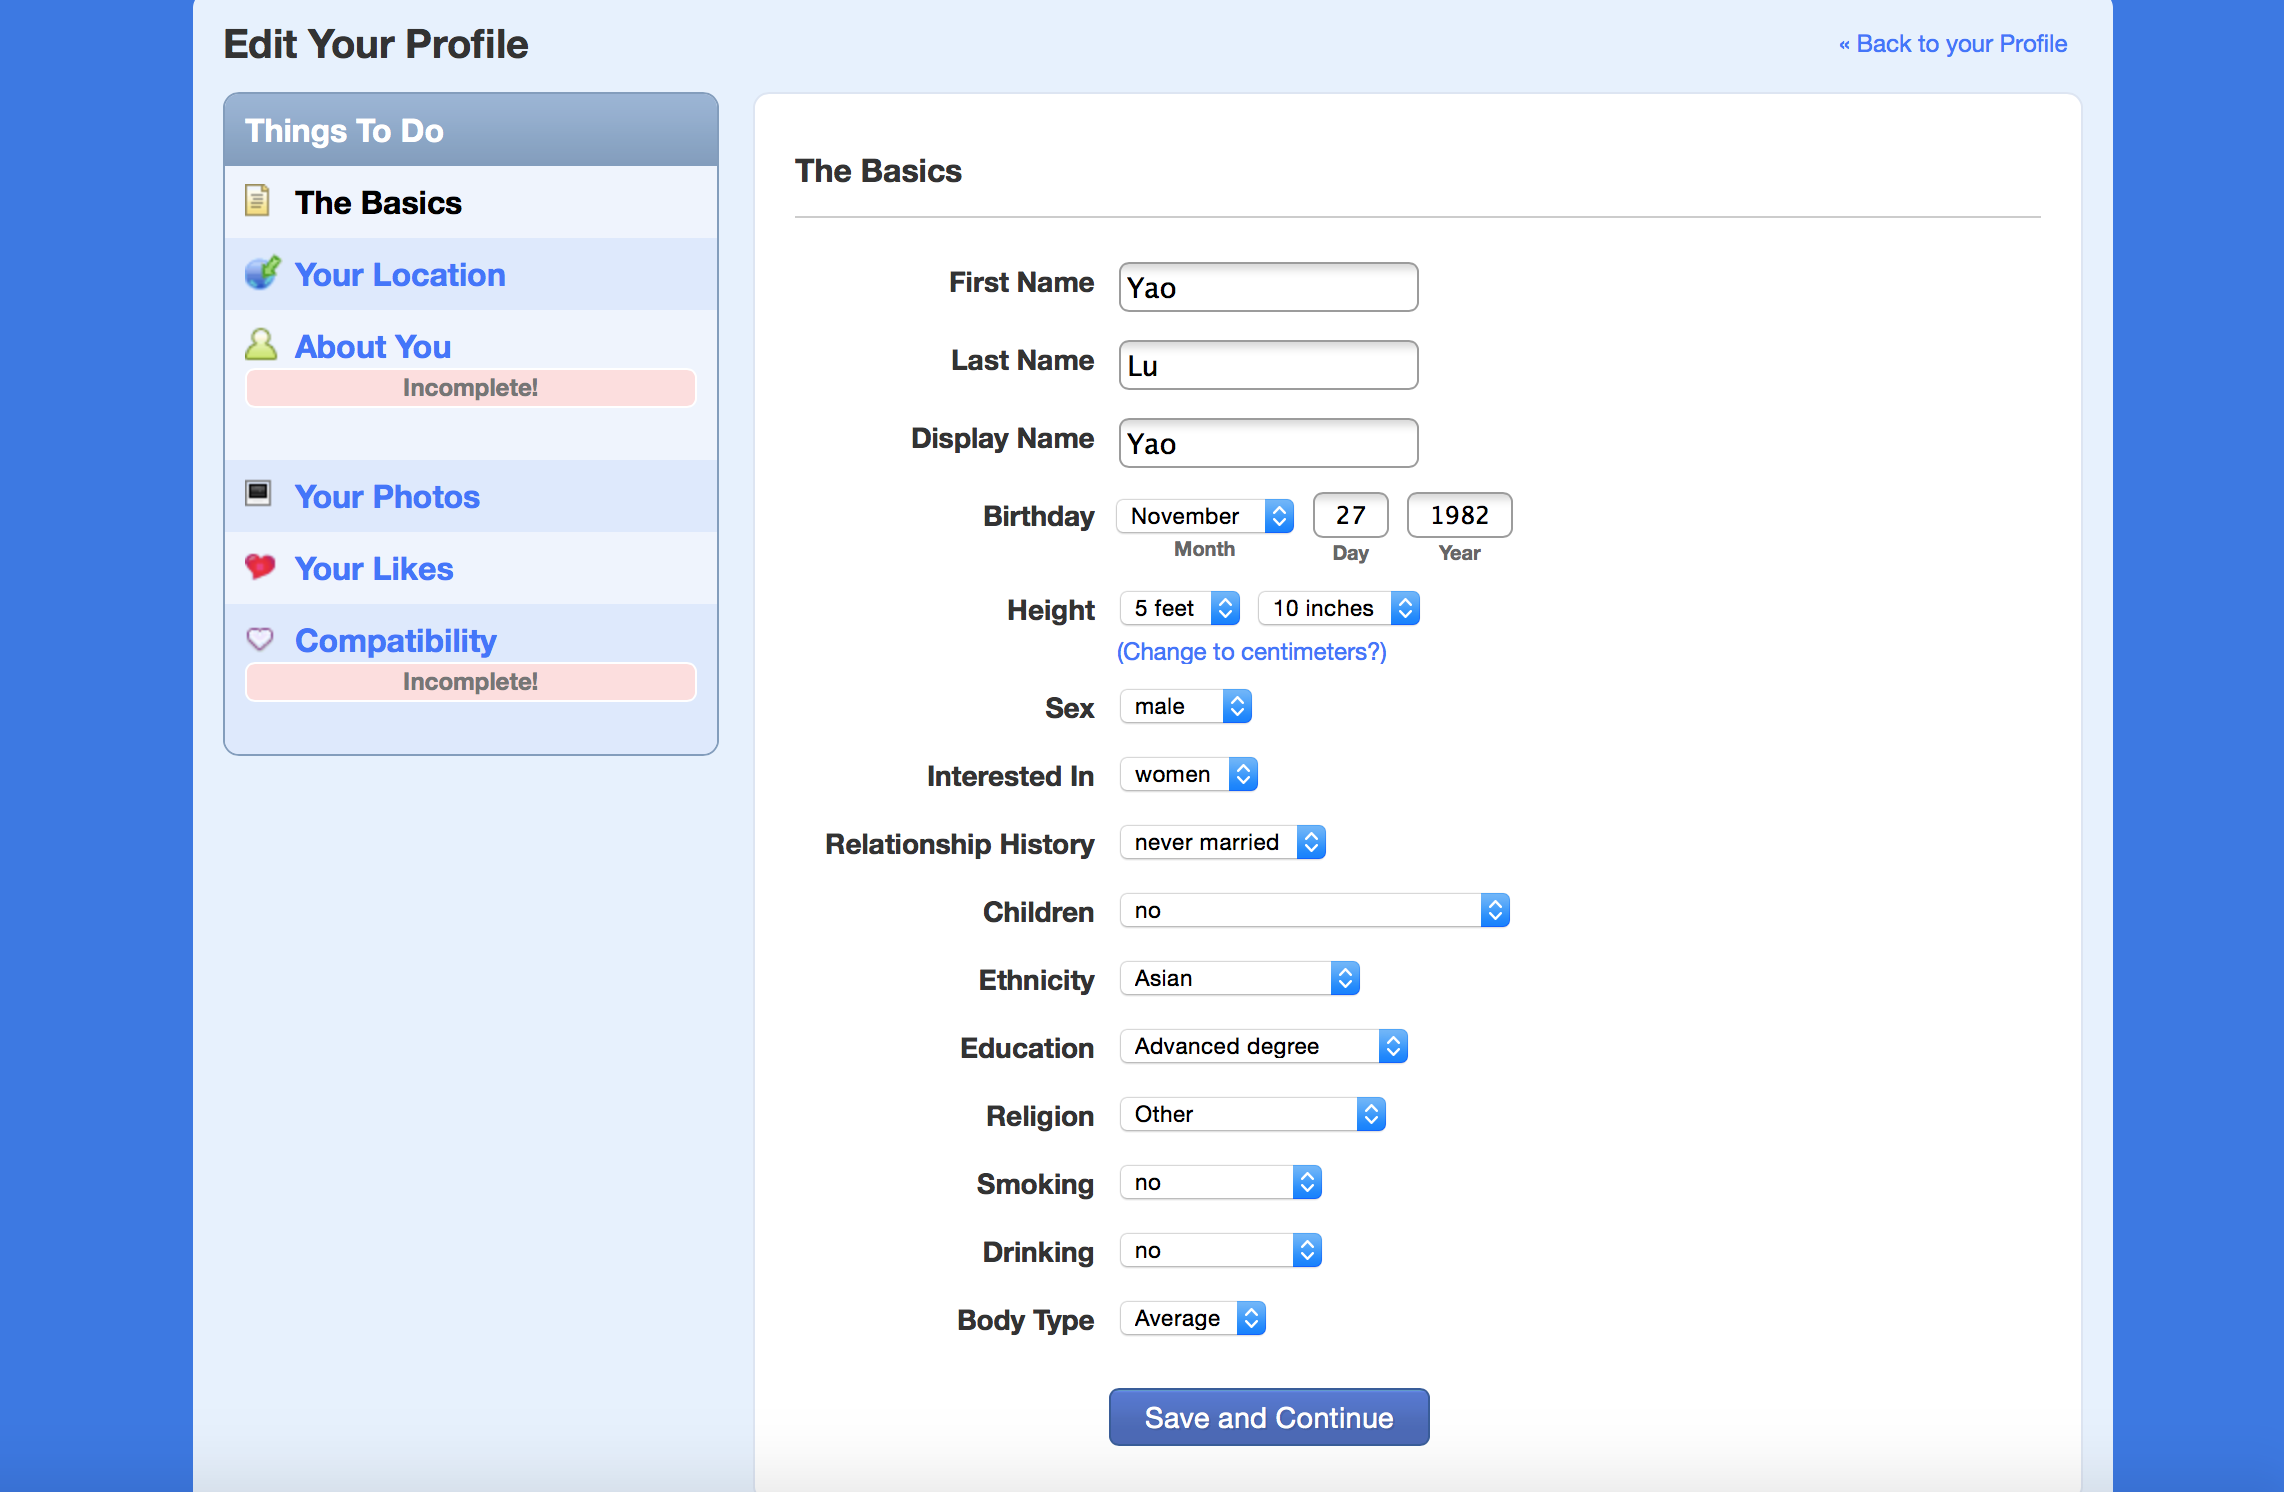 Edit Your Profile
« Back to your Profile
Things To Do
The Basics
Your Location
About You
Incomplete!
Your Photos
Your Likes
Compatibility
Incomplete!
The Basics
First Name Yao
Last Name Lu
Display Name Yao
Birthday November 27 1982
Month Day Year
Height 5 feet 10 inches
(Change to centimeters?)
Sex male
Interested In women
Relationship History never married
Children no
Ethnicity Asian
Education Advanced degree
Religion Other
Smoking no
Drinking no
Body Type Average
Save and Continue